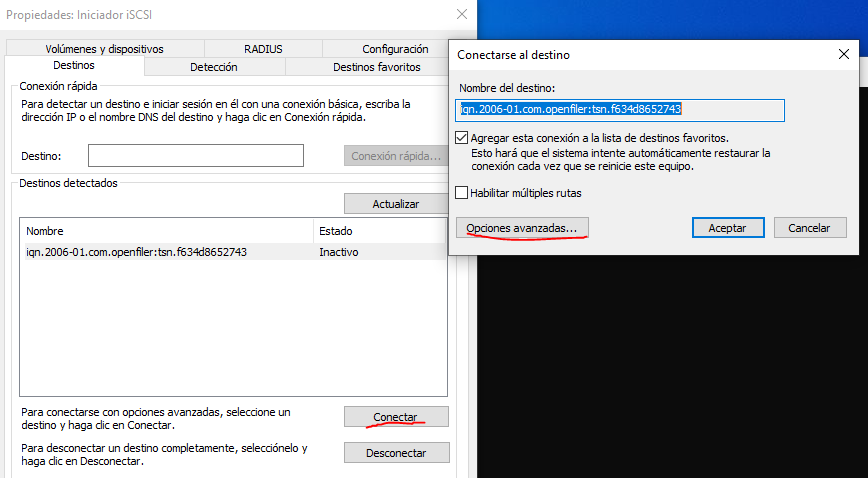 Propiedades: Iniciador iSCSI
Volúmenes y dispositivos
RADIUS
Configuración
Destinos
Detección
Destinos favoritos
Conexión rápida
Para detectar un destino e iniciar sesión en él con una conexión básica, escriba la
dirección IP o el nombre DNS del destino y haga clic en Conexión rápida.
Destino:
Conexión rápida...
Destinos detectados
Actualizar
Nombre
Estado
iqn.2006-01.com.openfiler:tsn.f634d8652743
Inactivo
Para conectarse con opciones avanzadas, seleccione un
destino y haga clic en Conectar.
Conectar
Para desconectar un destino completamente, selecciónelo y
haga clic en Desconectar.
Desconectar
Conectarse al destino
Nombre del destino:
iqn.2006-01.com.openfiler:tsn.f634d8652743
Agregar esta conexión a la lista de destinos favoritos.
Esto hará que el sistema intente automáticamente restaurar la
conexión cada vez que se reinicie este equipo.
Habilitar múltiples rutas
Opciones avanzadas...
Aceptar
Cancelar